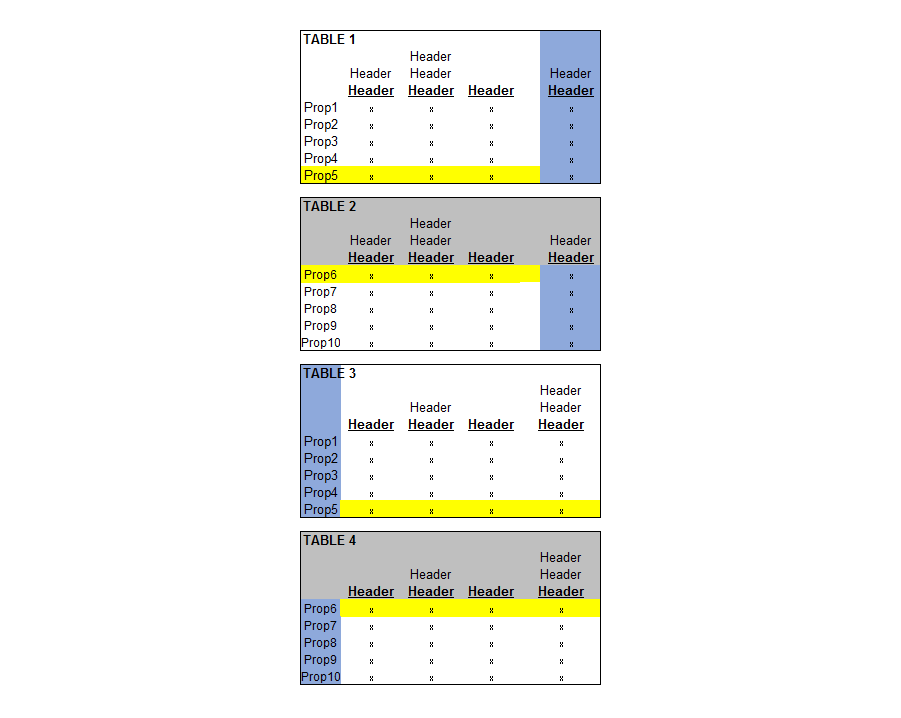 TABLE 1
Header
Header Header Header
Header Header Header Header
Prop1 x x x x
Prop2 x x x x
Prop3 x x x x
Prop4 x x x x
Prop5 x x x x
TABLE 2
Header
Header Header Header
Header Header Header Header
Prop6 x x x x
Prop7 x x x x
Prop8 x x x x
Prop9 x x x x
Prop10 x x x x
TABLE 3
Header
Header Header
Header Header Header Header
Prop1 x x x x
Prop2 x x x x
Prop3 x x x x
Prop4 x x x x
Prop5 x x x x
TABLE 4
Header
Header Header
Header Header Header Header
Prop6 x x x x
Prop7 x x x x
Prop8 x x x x
Prop9 x x x x
Prop10 x x x x